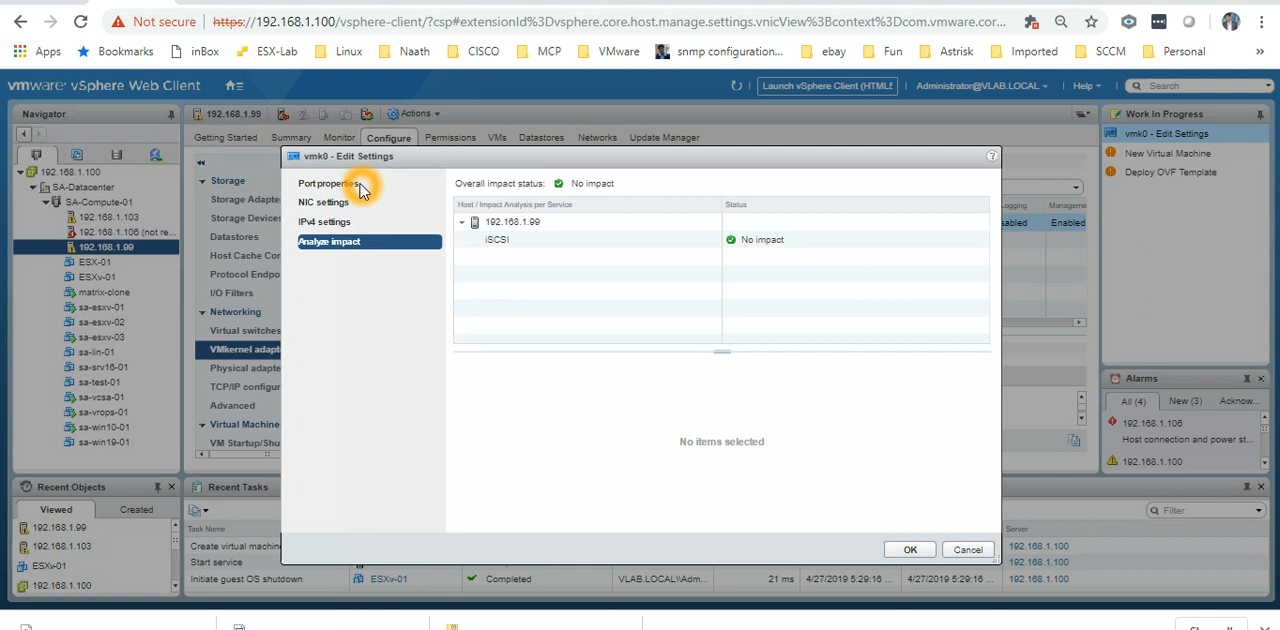 Not secure https://192.168.1.100/vsphere-client/?csp#extensionId%3Dvsphere.core.host.manage.settings.vnicView%3Bcontext%3Dcom.vmware.cor...
Apps Bookmarks inBox ESX-Lab Linux Naath CISCO MCP VMware snmp configuration... ebay Fun Astrisk Imported SCCM Personal »
vmware® vSphere Web Client Launch vSphere Client (HTML5 Administrator@VLAB.LOCAL Help Search
Navigator
192.168.1.100
SA-Datacenter
SA-Compute-01
192.168.1.103
192.168.1.106 (not re...
192.168.1.99
ESX-01
ESXv-01
matrix-clone
sa-esxv-01
sa-esxv-02
sa-esxv-03
sa-lin-01
sa-srv16-01
sa-test-01
sa-vcsa-01
sa-vrops-01
sa-win10-01
sa-win19-01
192.168.1.99 Actions
Getting Started Summary Monitor Configure Permissions VMs Datastores Networks Update Manager
Storage
Storage Adapte
Storage Devices
Datastores
Host Cache Cor
Protocol Endpo
I/O Filters
Networking
Virtual switches
VMkernel adapt
Physical adapte
TCP/IP configur
Advanced
Virtual Machine
VM Startup/Shu
vmk0 - Edit Settings
Port properties
NIC settings
IPv4 settings
Analyze impact
Overall impact status: No impact
Host / Impact Analysis per Service Status
192.168.1.99
iSCSI No impact
No items selected
OK Cancel
ogging Manageme
abled Enabled
Work In Progress
vmk0 - Edit Settings
New Virtual Machine
Deploy OVF Template
Alarms
All (4) New (3) Acknow...
192.168.1.106
Host connection and power st...
192.168.1.100
Recent Objects
Viewed Created
192.168.1.99
192.168.1.103
ESXv-01
192.168.1.100
Recent Tasks
Filter
Task Name Server
Create virtual machin 192.168.1.100
Start service 192.168.1.100
Initiate guest OS shutdown ESXv-01 Completed VLAB.LOCAL\Adm... 21 ms 4/27/2019 5:29:16 ... 4/27/2019 5:29:16 ... 192.168.1.100